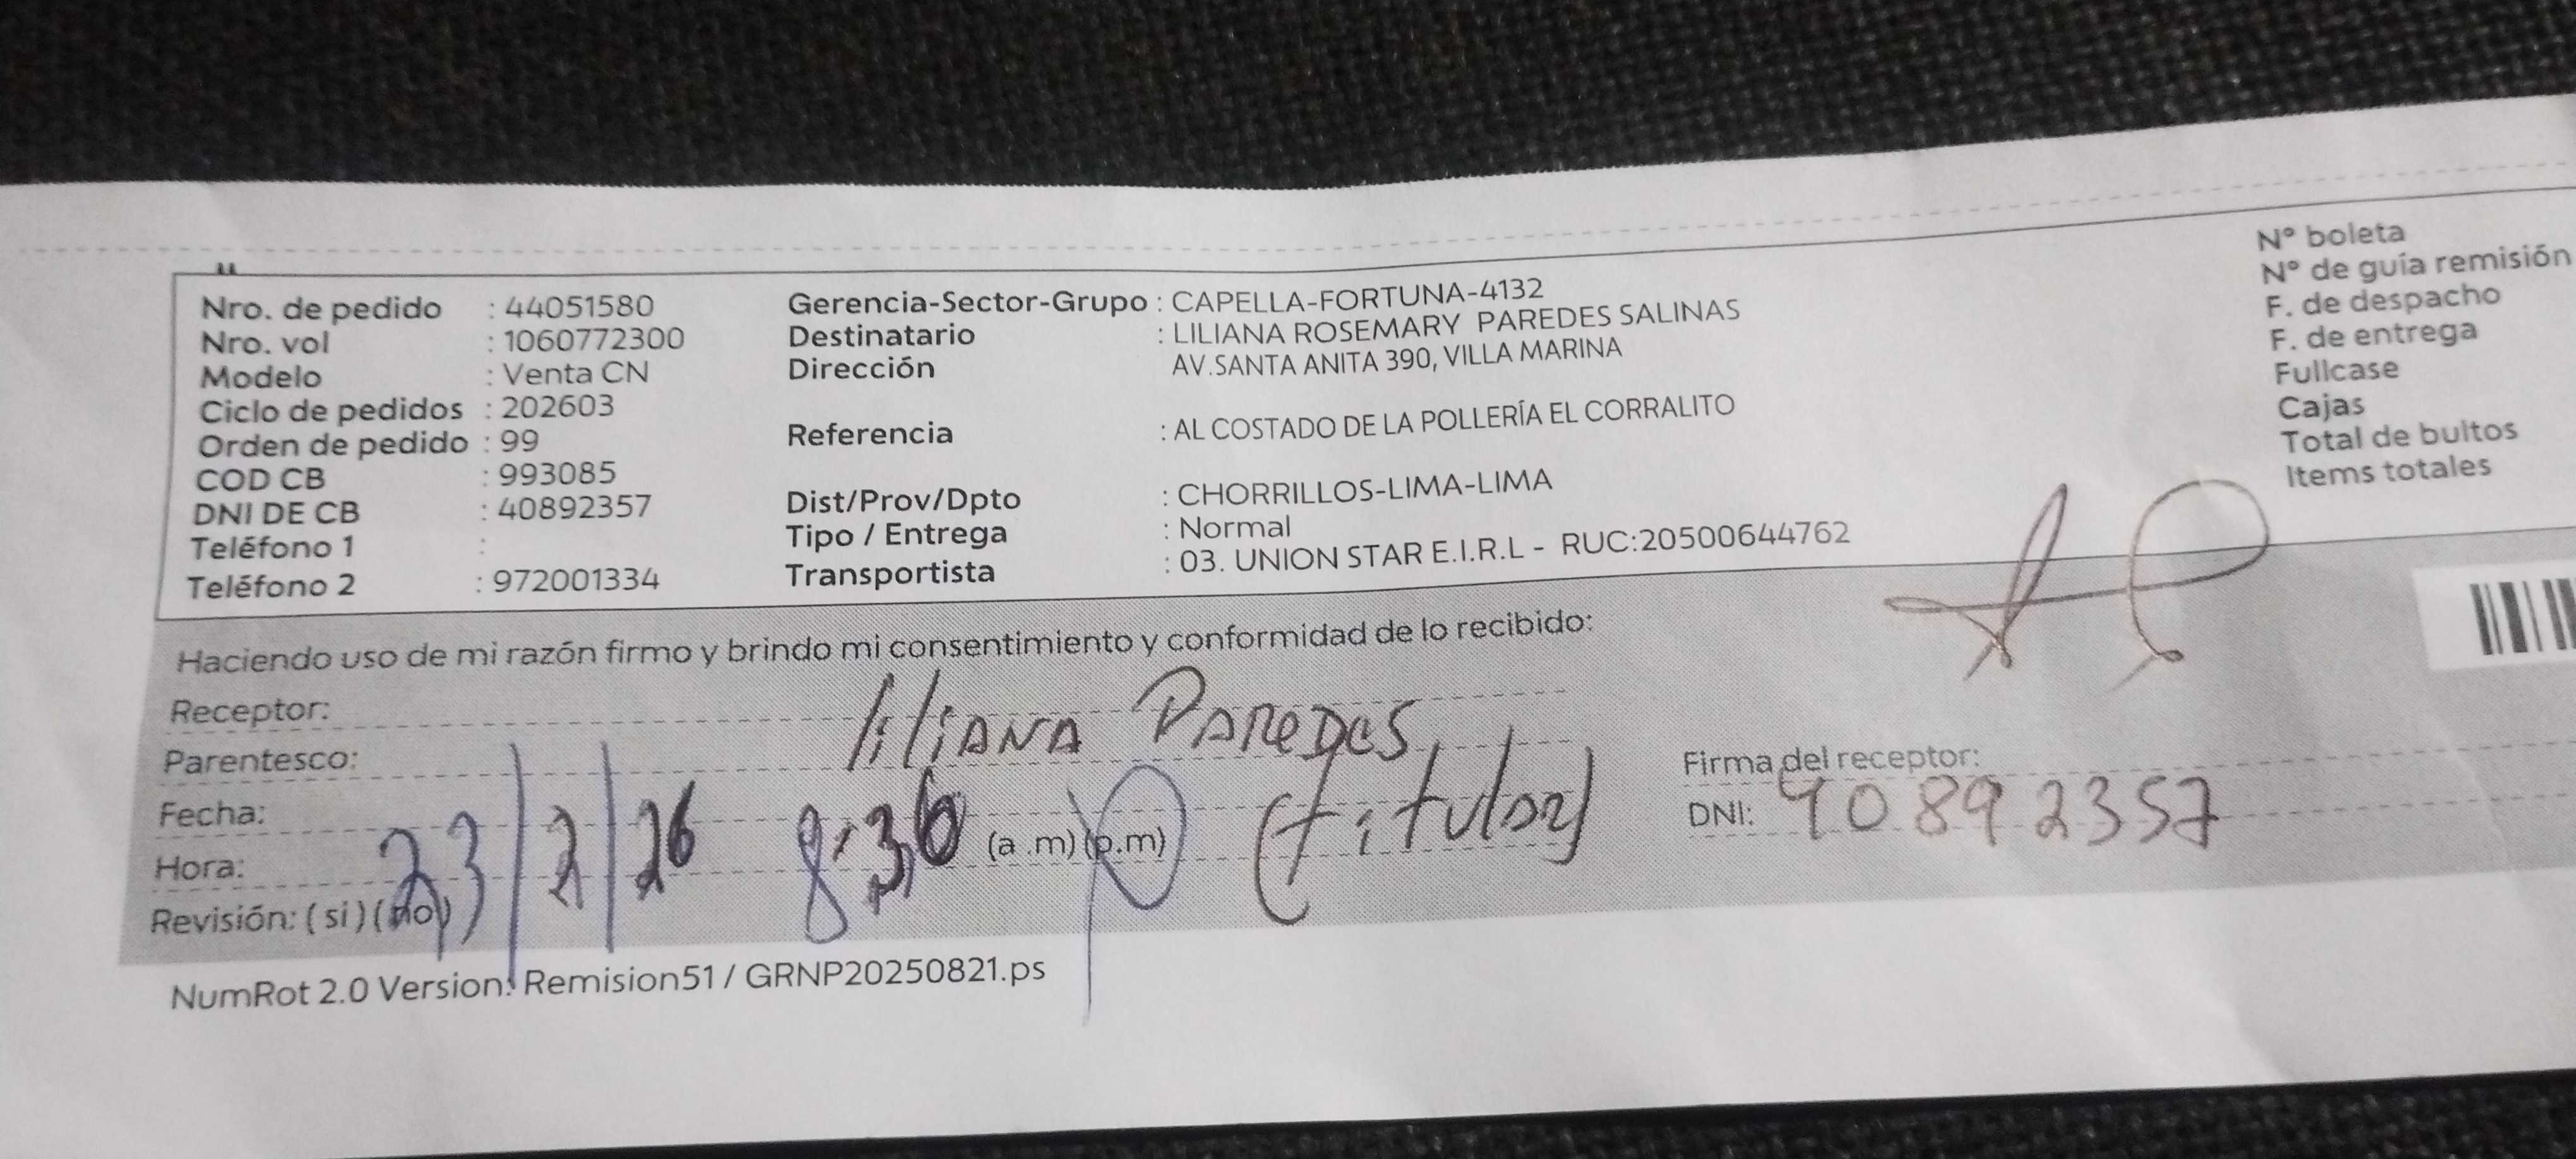 Nro. de pedido : 44051580
Nro. vol : 1060772300
Modelo : Venta CN
Ciclo de pedidos : 202603
Orden de pedido : 99
COD CB : 993085
DNI DE CB : 40892357
Teléfono 1 :
Teléfono 2 : 972001334
Gerencia-Sector-Grupo : CAPELLA-FORTUNA-4132
Destinatario : LILIANA ROSEMARY PAREDES SALINAS
Dirección AV.SANTA ANITA 390, VILLA MARINA
Referencia : AL COSTADO DE LA POLLERÍA EL CORRALITO
Dist/Prov/Dpto : CHORRILLOS-LIMA-LIMA
Tipo / Entrega : Normal
Transportista : 03. UNION STAR E.I.R.L - RUC:20500644762
N° boleta
N° de guía remisión
F. de despacho
F. de entrega
Fullcase
Cajas
Total de bultos
Items totales
Haciendo uso de mi razón firmo y brindo mi consentimiento y conformidad de lo recibido:
Receptor: liliana Paredes
Parentesco: (titular)
Fecha: 23/2/26
Hora: 8:30 (a .m) (p.m)
Revisión: (si) (no)
Firma del receptor:
DNI: 40892357
NumRot 2.0 Version: Remision51 / GRNP20250821.ps